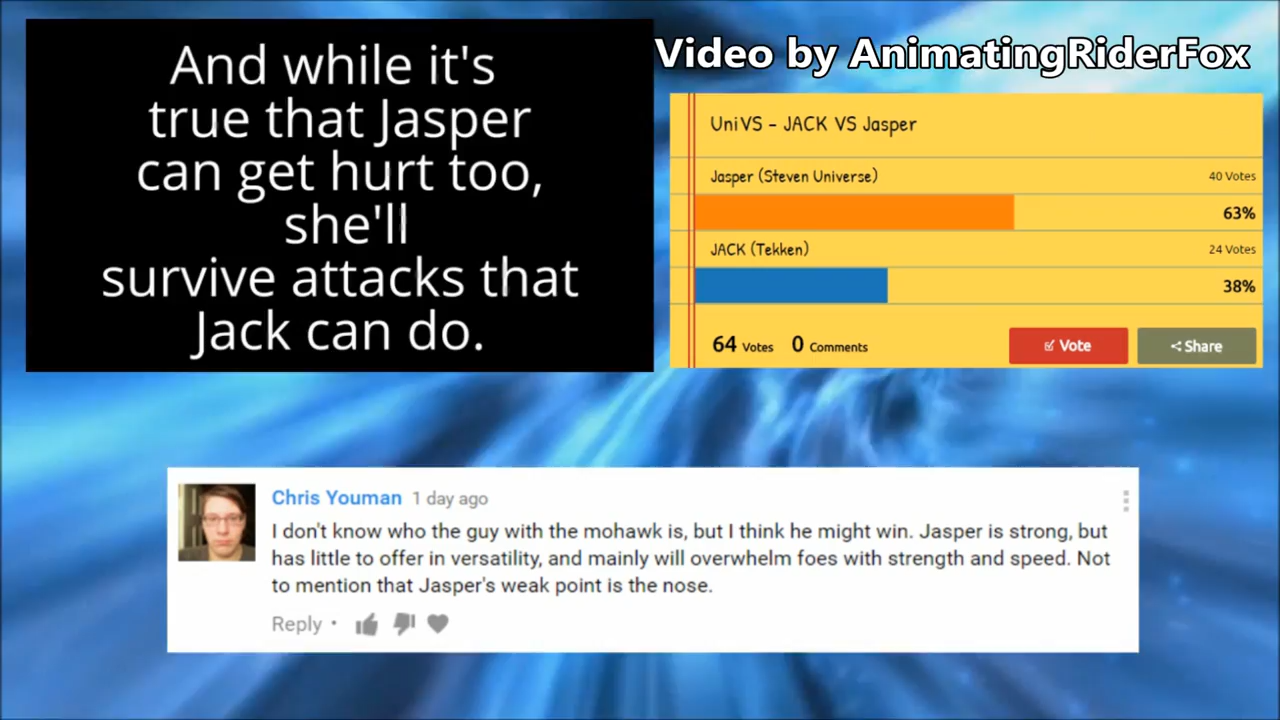 And while it's
true that Jasper
can get hurt too,
she'll
survive attacks that
Jack can do.
Video by AnimatingRiderFox
UniVS - JACK VS Jasper
Jasper (Steven Universe)
40 Votes
63%
JACK (Tekken)
24 Votes
38%
64 Votes 0 Comments
Vote
Share
Chris Youman 1 day ago
I don't know who the guy with the mohawk is, but I think he might win. Jasper is strong, but
has little to offer in versatility, and mainly will overwhelm foes with strength and speed. Not
to mention that Jasper's weak point is the nose.
Reply •